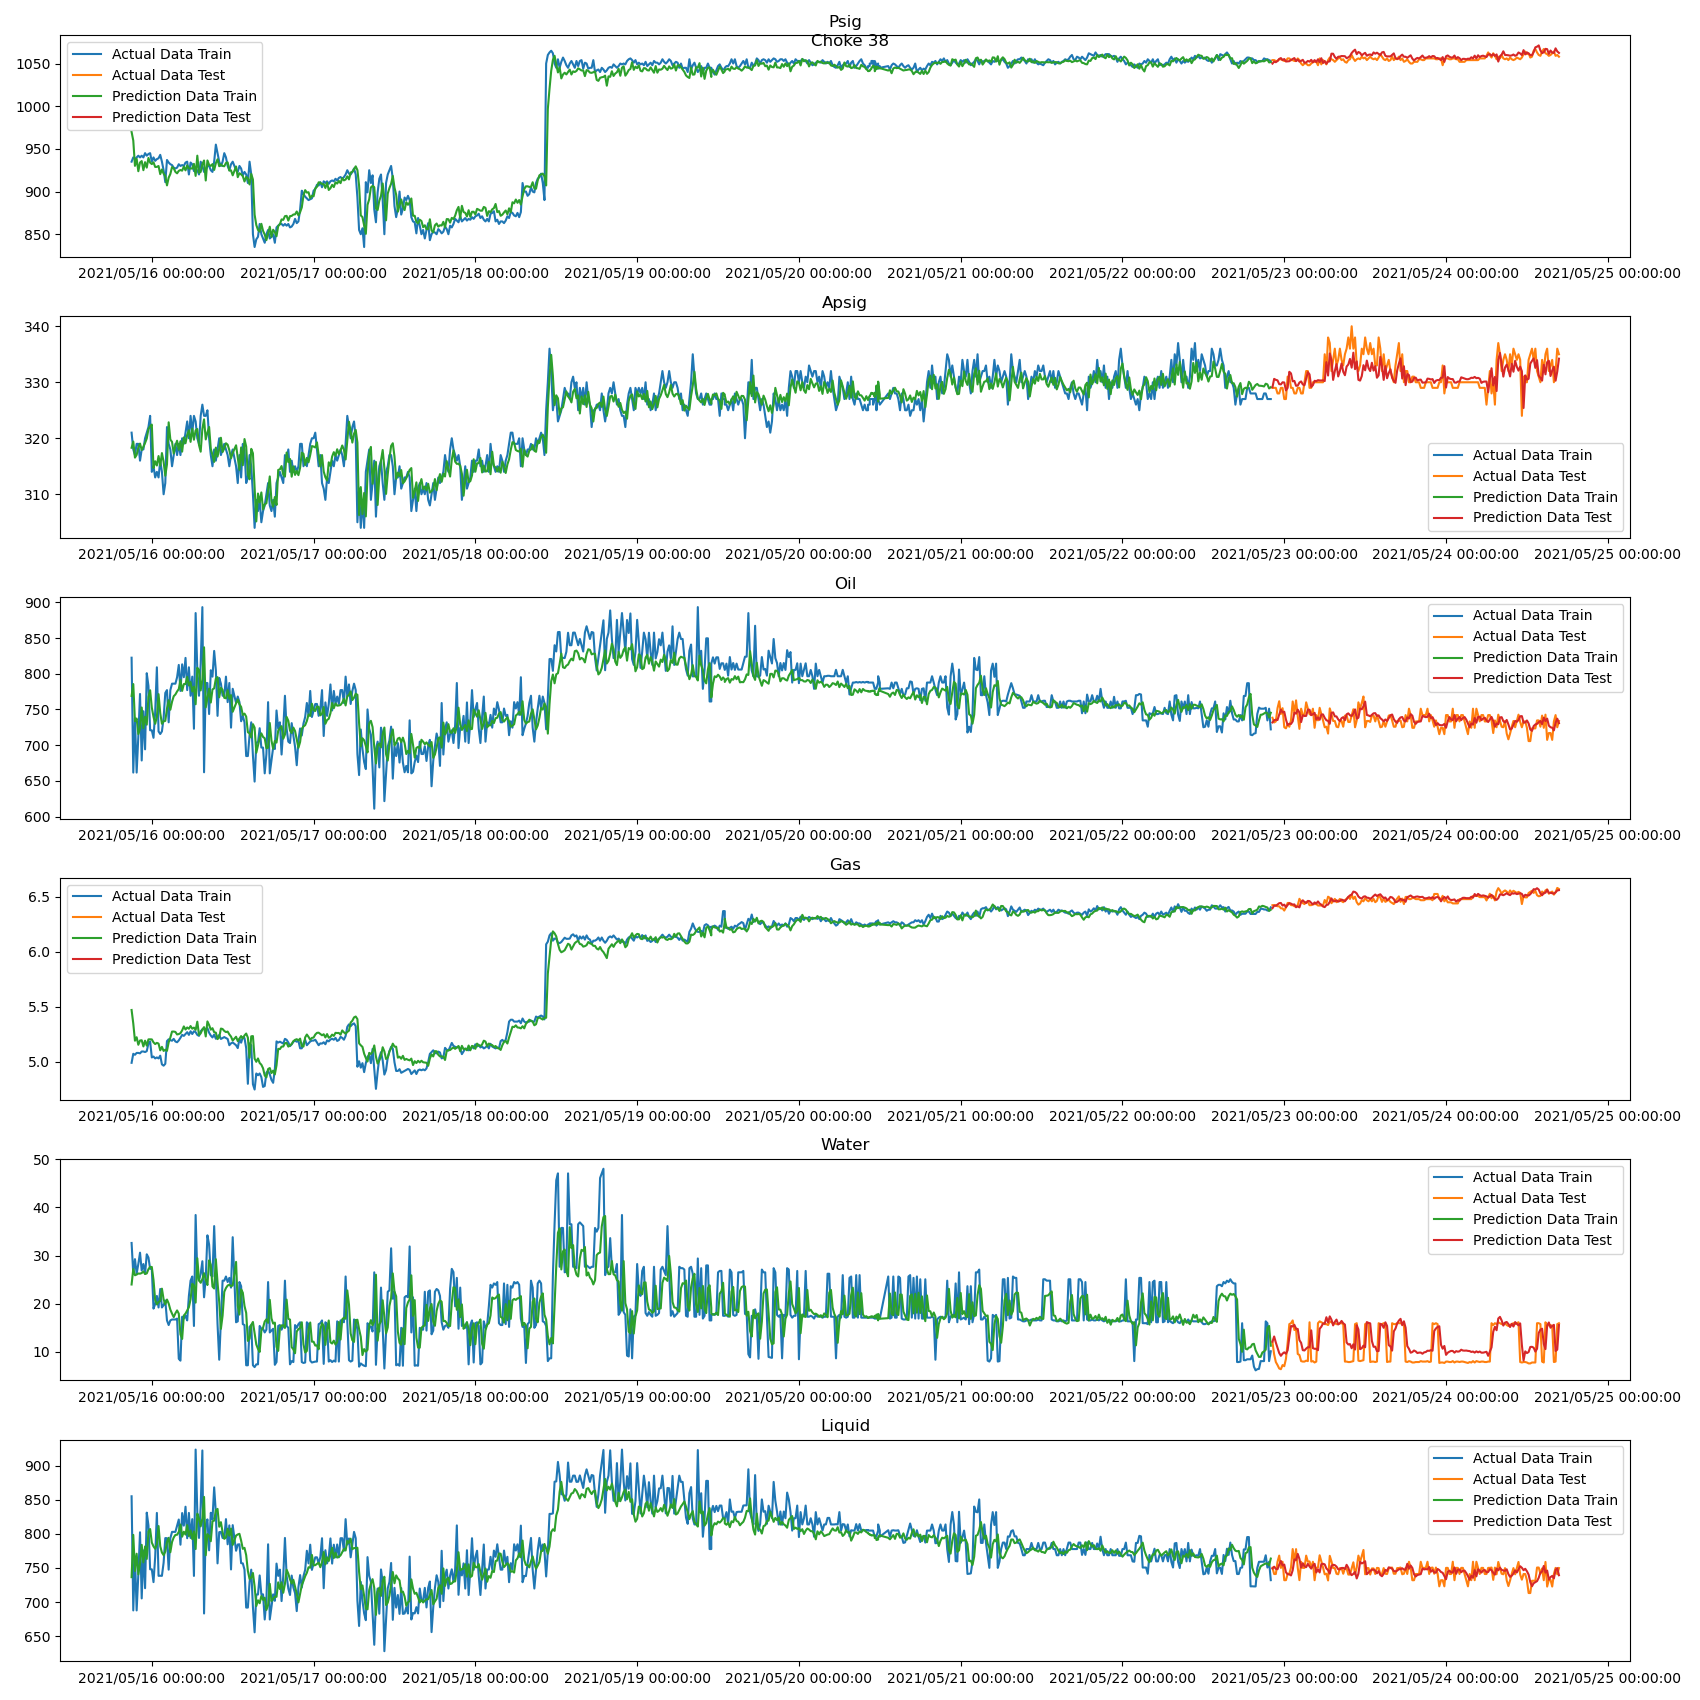 Psig
Choke 38
Actual Data Train
Actual Data Test
Prediction Data Train
Prediction Data Test
1050
1000
950
900
850
2021/05/16 00:00:00 2021/05/17 00:00:00 2021/05/18 00:00:00 2021/05/19 00:00:00 2021/05/20 00:00:00 2021/05/21 00:00:00 2021/05/22 00:00:00 2021/05/23 00:00:00 2021/05/24 00:00:00 2021/05/25 00:00:00
Apsig
340
330
320
310
Actual Data Train
Actual Data Test
Prediction Data Train
Prediction Data Test
2021/05/16 00:00:00 2021/05/17 00:00:00 2021/05/18 00:00:00 2021/05/19 00:00:00 2021/05/20 00:00:00 2021/05/21 00:00:00 2021/05/22 00:00:00 2021/05/23 00:00:00 2021/05/24 00:00:00 2021/05/25 00:00:00
Oil
900
850
800
750
700
650
600
Actual Data Train
Actual Data Test
Prediction Data Train
Prediction Data Test
2021/05/16 00:00:00 2021/05/17 00:00:00 2021/05/18 00:00:00 2021/05/19 00:00:00 2021/05/20 00:00:00 2021/05/21 00:00:00 2021/05/22 00:00:00 2021/05/23 00:00:00 2021/05/24 00:00:00 2021/05/25 00:00:00
Gas
Actual Data Train
Actual Data Test
Prediction Data Train
Prediction Data Test
6.5
6.0
5.5
5.0
2021/05/16 00:00:00 2021/05/17 00:00:00 2021/05/18 00:00:00 2021/05/19 00:00:00 2021/05/20 00:00:00 2021/05/21 00:00:00 2021/05/22 00:00:00 2021/05/23 00:00:00 2021/05/24 00:00:00 2021/05/25 00:00:00
Water
50
40
30
20
10
Actual Data Train
Actual Data Test
Prediction Data Train
Prediction Data Test
2021/05/16 00:00:00 2021/05/17 00:00:00 2021/05/18 00:00:00 2021/05/19 00:00:00 2021/05/20 00:00:00 2021/05/21 00:00:00 2021/05/22 00:00:00 2021/05/23 00:00:00 2021/05/24 00:00:00 2021/05/25 00:00:00
Liquid
900
850
800
750
700
650
Actual Data Train
Actual Data Test
Prediction Data Train
Prediction Data Test
2021/05/16 00:00:00 2021/05/17 00:00:00 2021/05/18 00:00:00 2021/05/19 00:00:00 2021/05/20 00:00:00 2021/05/21 00:00:00 2021/05/22 00:00:00 2021/05/23 00:00:00 2021/05/24 00:00:00 2021/05/25 00:00:00